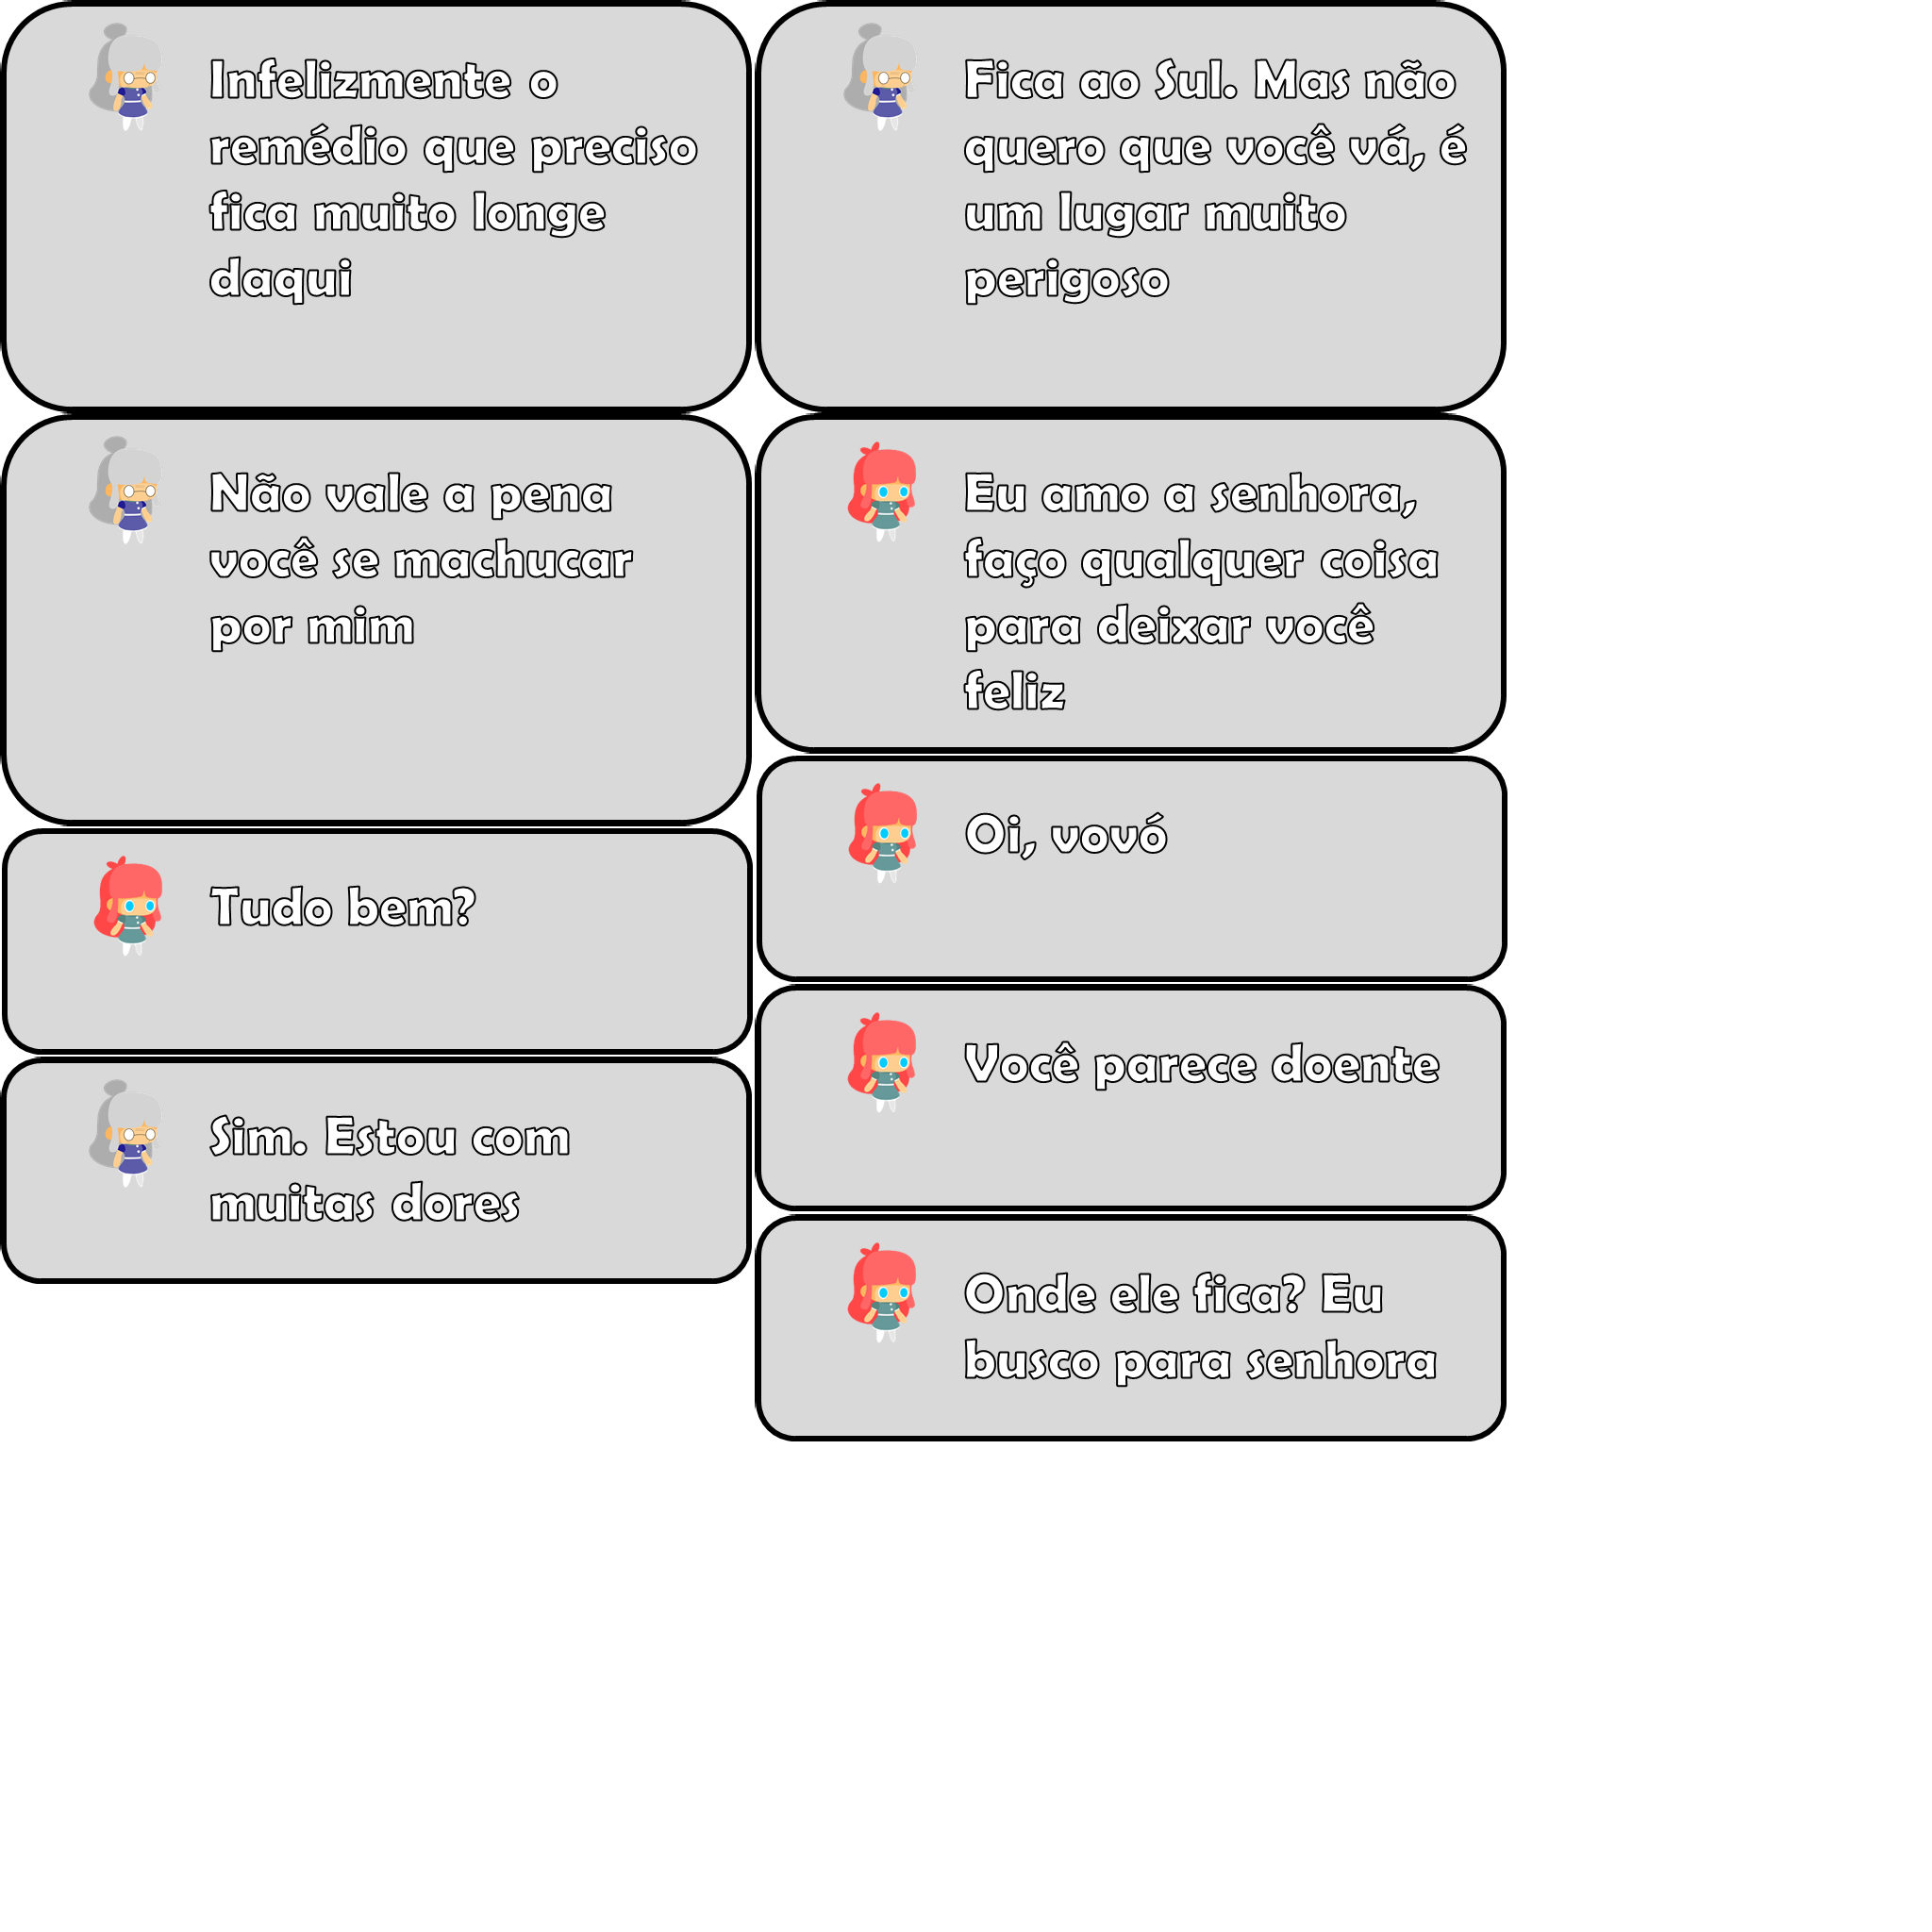 Infelizmente o
remédio que preciso
fica muito longe
daqui
Fica ao Sul. Mas não
quero que você vá, é
um lugar muito
perigoso
Não vale a pena
você se machucar
por mim
Eu amo a senhora,
faço qualquer coisa
para deixar você
feliz
Tudo bem?
Oi, vovó
Sim. Estou com
muitas dores
Você parece doente
Onde ele fica? Eu
busco para senhora